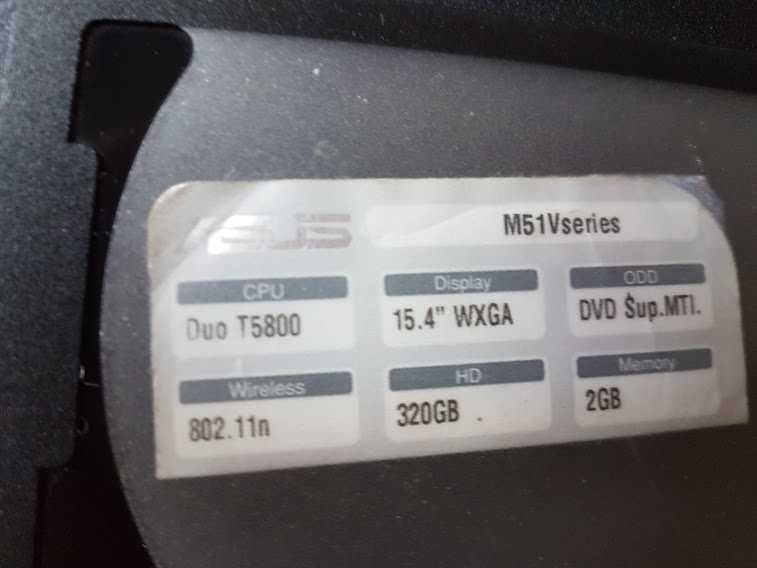 ASUS M51Vseries
CPU Display ODD
Duo T5800 15.4" WXGA DVD Sup.MTI.
Wireless HD Memory
802.11n 320GB 2GB